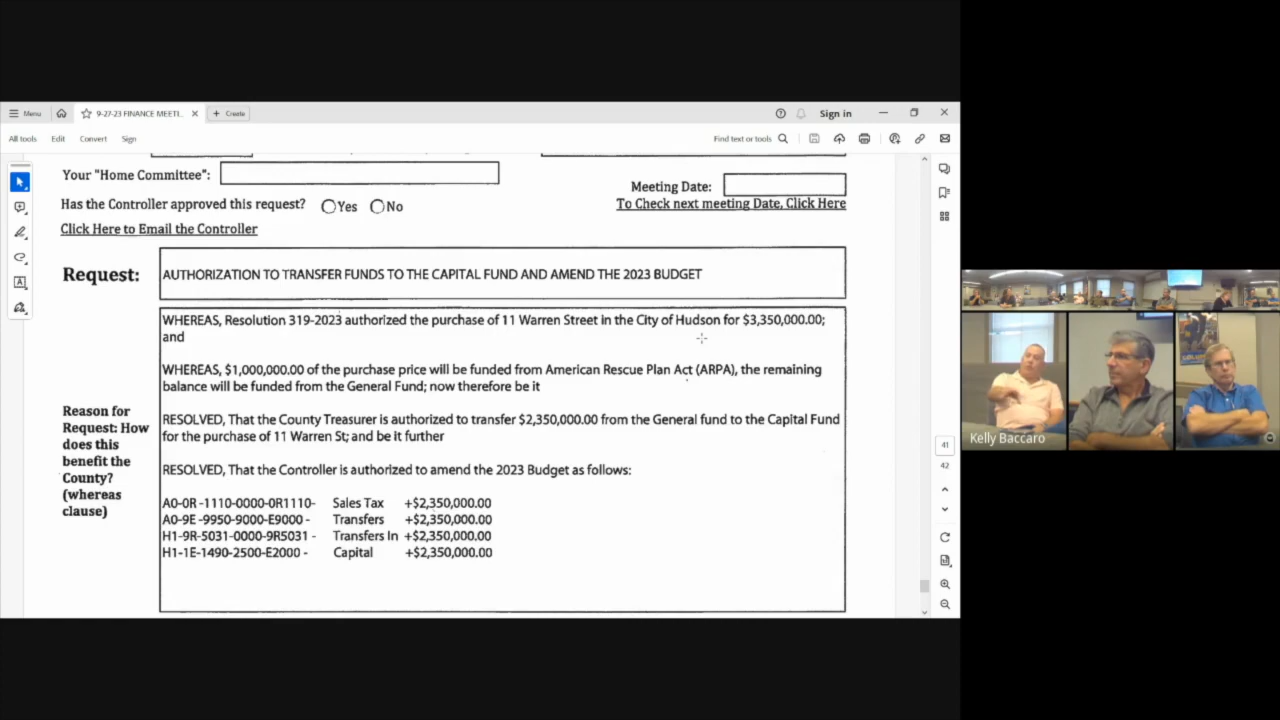 Menu
9-27-23 FINANCE MEETI...
Create
Sign in
All tools
Edit
Convert
Sign
Find text or tools
Your "Home Committee":
Meeting Date:
Has the Controller approved this request?
Yes
No
To Check next meeting Date, Click Here
Click Here to Email the Controller
Request:
AUTHORIZATION TO TRANSFER FUNDS TO THE CAPITAL FUND AND AMEND THE 2023 BUDGET
Reason for
Request: How
does this
benefit the
County?
(whereas
clause)
WHEREAS, Resolution 319-2023 authorized the purchase of 11 Warren Street in the City of Hudson for $3,350,000.00;
and
WHEREAS, $1,000,000.00 of the purchase price will be funded from American Rescue Plan Act (ARPA), the remaining
balance will be funded from the General Fund; now therefore be it
RESOLVED, That the County Treasurer is authorized to transfer $2,350,000.00 from the General fund to the Capital Fund
for the purchase of 11 Warren St; and be it further
RESOLVED, That the Controller is authorized to amend the 2023 Budget as follows:
A0-0R -1110-0000-0R1110- Sales Tax +$2,350,000.00
A0-9E -9950-9000-E9000 - Transfers +$2,350,000.00
H1-9R-5031-0000-9R5031 - Transfers In +$2,350,000.00
H1-1E-1490-2500-E2000 - Capital +$2,350,000.00
41
42
Kelly Baccaro